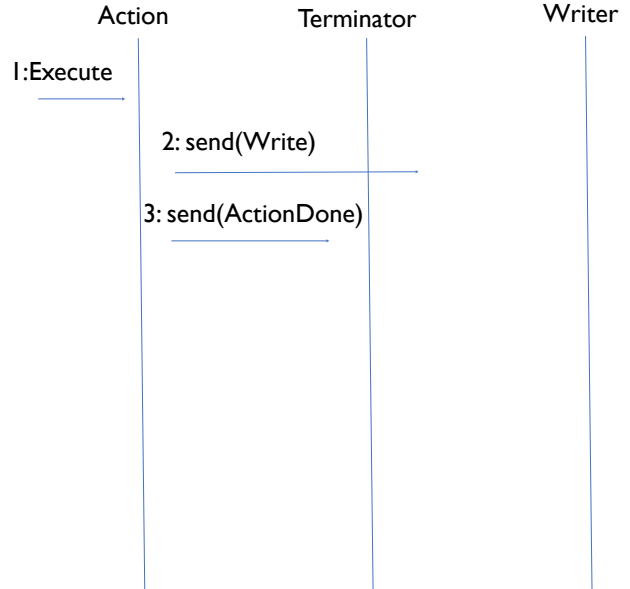 Action
Terminator
Writer
1:Execute
2: send(Write)
3: send(ActionDone)